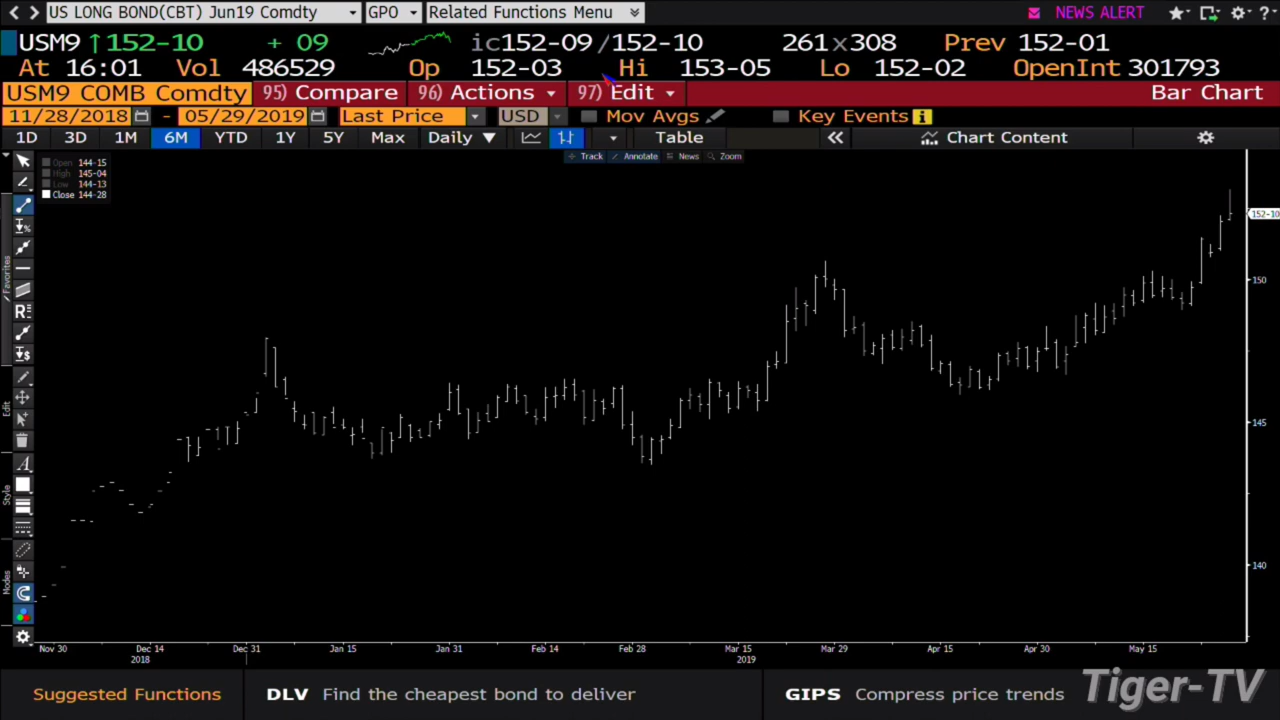 US LONG BOND(CBT) Jun19 Comdty GPO Related Functions Menu NEWS ALERT ?
USM9 ↑152-10 + 09 ic152-09/152-10 261x308 Prev 152-01
At 16:01 Vol 486529 Op 152-03 Hi 153-05 Lo 152-02 OpenInt 301793
USM9 COMB Comdty 95) Compare 96) Actions 97) Edit Bar Chart
11/28/2018 - 05/29/2019 Last Price USD Mov Avgs Key Events i
1D 3D 1M 6M YTD 1Y 5Y Max Daily ▼ Table « Chart Content
Track Annotate News Zoom
Open 144-15
High 145-04
Low 144-13
Close 144-28
Favorites
Edit
Style
Modes
152-10
150
145
140
Nov 30 Dec 14 Dec 31 Jan 15 Jan 31 Feb 14 Feb 28 Mar 15 Mar 29 Apr 15 Apr 30 May 15
2018 2019
Suggested Functions DLV Find the cheapest bond to deliver GIPS Compress price trends
Tiger-TV